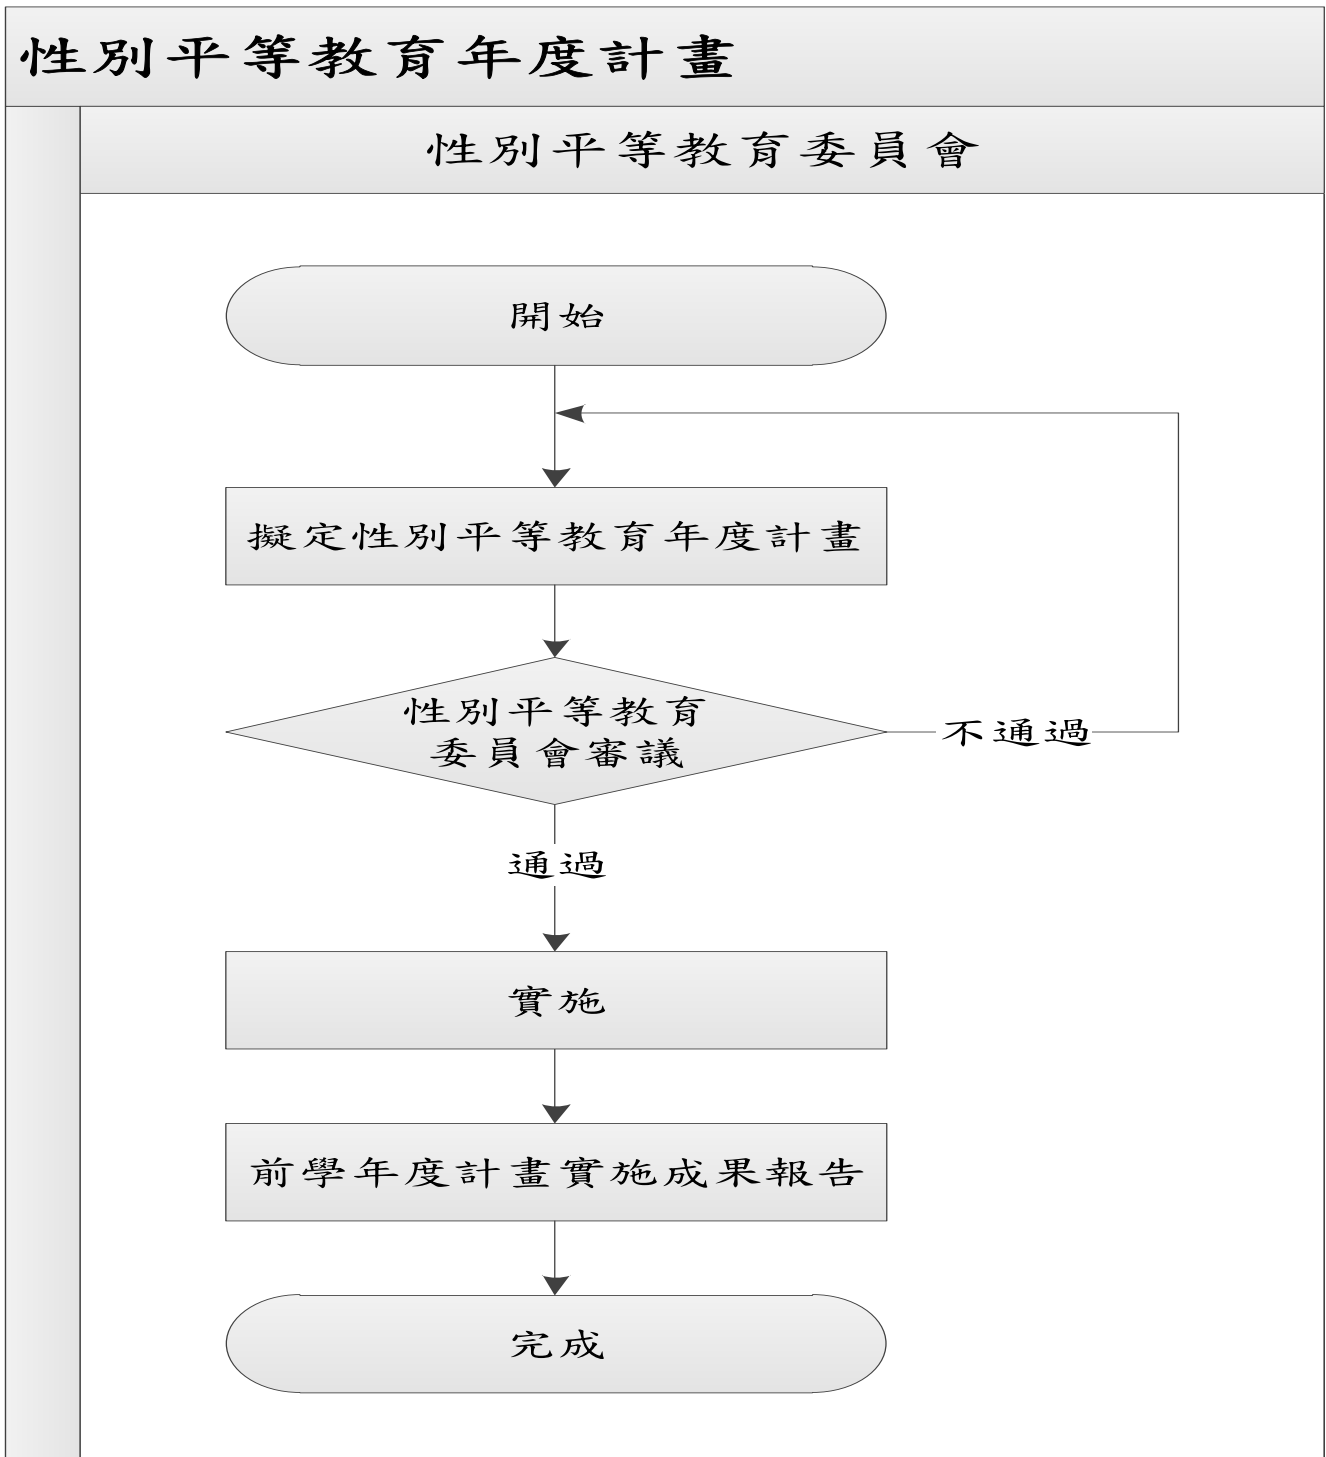 性別平等教育年度計畫
性別平等教育委員會
開始
擬定性別平等教育年度計畫
性別平等教育
委員會審議
不通過
通過
實施
前學年度計畫實施成果報告
完成